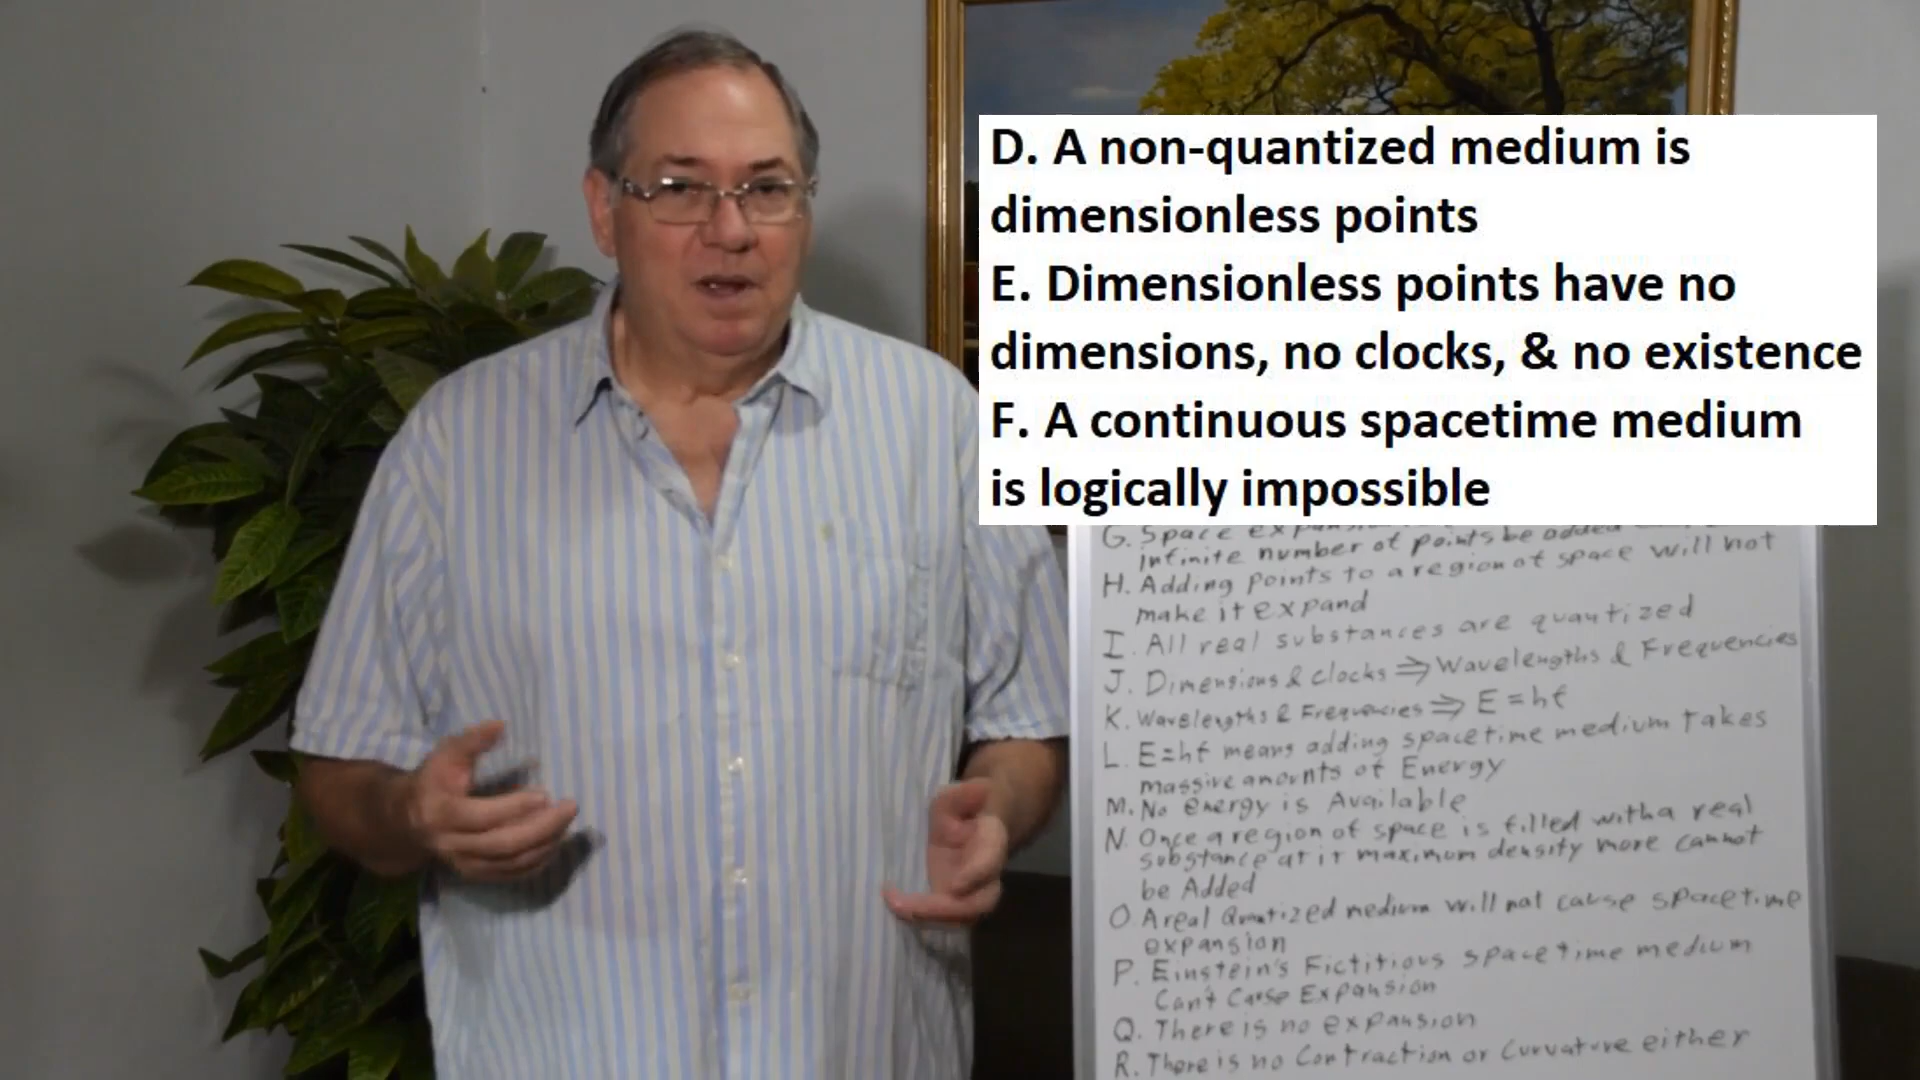 D. A non-quantized medium is
dimensionless points
E. Dimensionless points have no
dimensions, no clocks, & no existence
F. A continuous spacetime medium
is logically impossible
G. Space
infinite number of points be added
H. Adding points to a region of space will not
make it expand
I. All real substances are quantized
J. Dimensions & clocks ⇒ Wavelengths & Frequencies
K. Wavelengths & Frequencies ⇒ E = hf
L. E=hf means adding spacetime medium takes
massive amounts of Energy
M. No energy is Available
N. Once a region of space is filled with a real
substance at it maximum density more cannot
be Added
O. A real Quantized medium will not cause spacetime
expansion
P. Einstein's Fictitious spacetime medium
Can't Cause Expansion
Q. There is no expansion
R. There is no Contraction or Curvature either